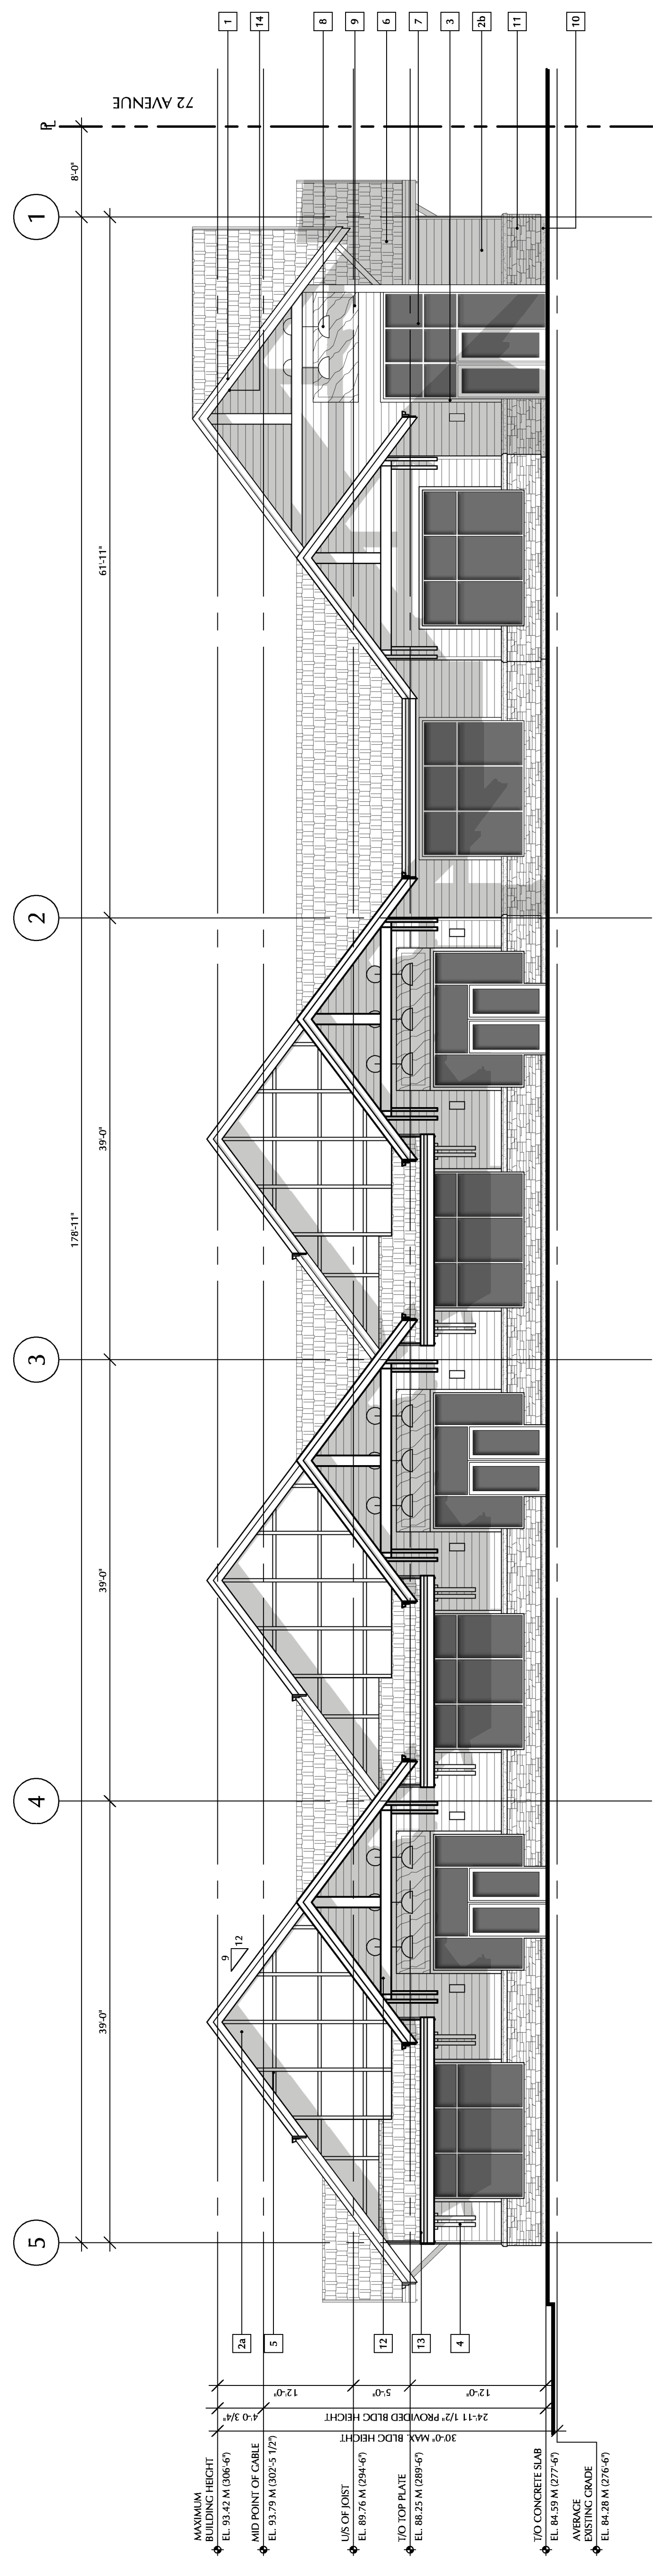 5
4
3
2
1
178'-11"
8'-0"
PL
39'-0"
39'-0"
39'-0"
61'-11"
72 AVENUE
MAXIMUM
BUILDING HEIGHT
EL. 93.42 M (306'-6")
MID POINT OF GABLE
EL. 93.79 M (302'-5 1/2")
U/S OF JOIST
EL. 89.76 M (294'-6")
T/O TOP PLATE
EL. 88.25 M (289'-6")
T/O CONCRETE SLAB
EL. 84.59 M (277'-6")
AVERAGE
EXISTING GRADE
EL. 84.28 M (276'-6")
30'-0" MAX. BLDG HEIGHT
4'-0 3/4"
24'-11 1/2" PROVIDED BLDG HEIGHT
12'-0"
5'-0"
12'-0"
2a
5
12
13
4
9
12
1
14
8
9
6
7
3
2b
11
10